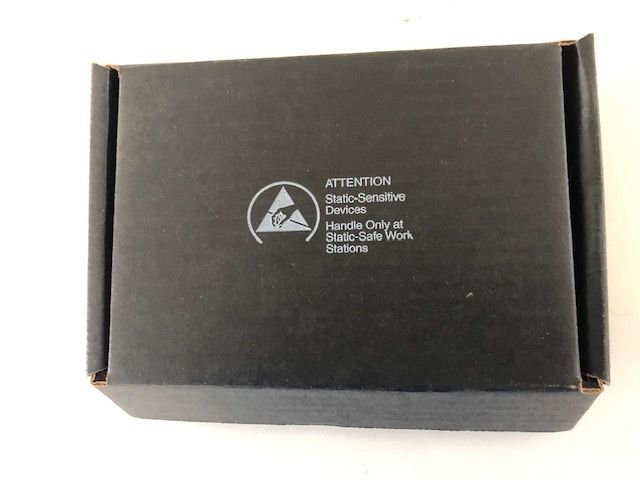 ATTENTION
Static-Sensitive
Devices
Handle Only at
Static-Safe Work
Stations